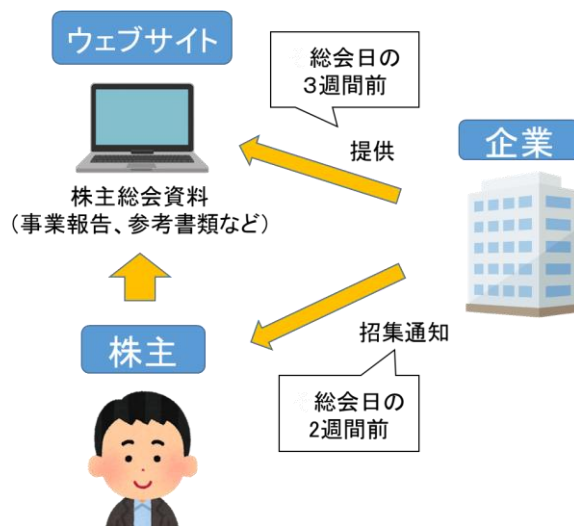 ウェブサイト
総会日の
3週間前
提供
企業
株主総会資料
（事業報告、参考書類など）
株主
招集通知
総会日の
2週間前